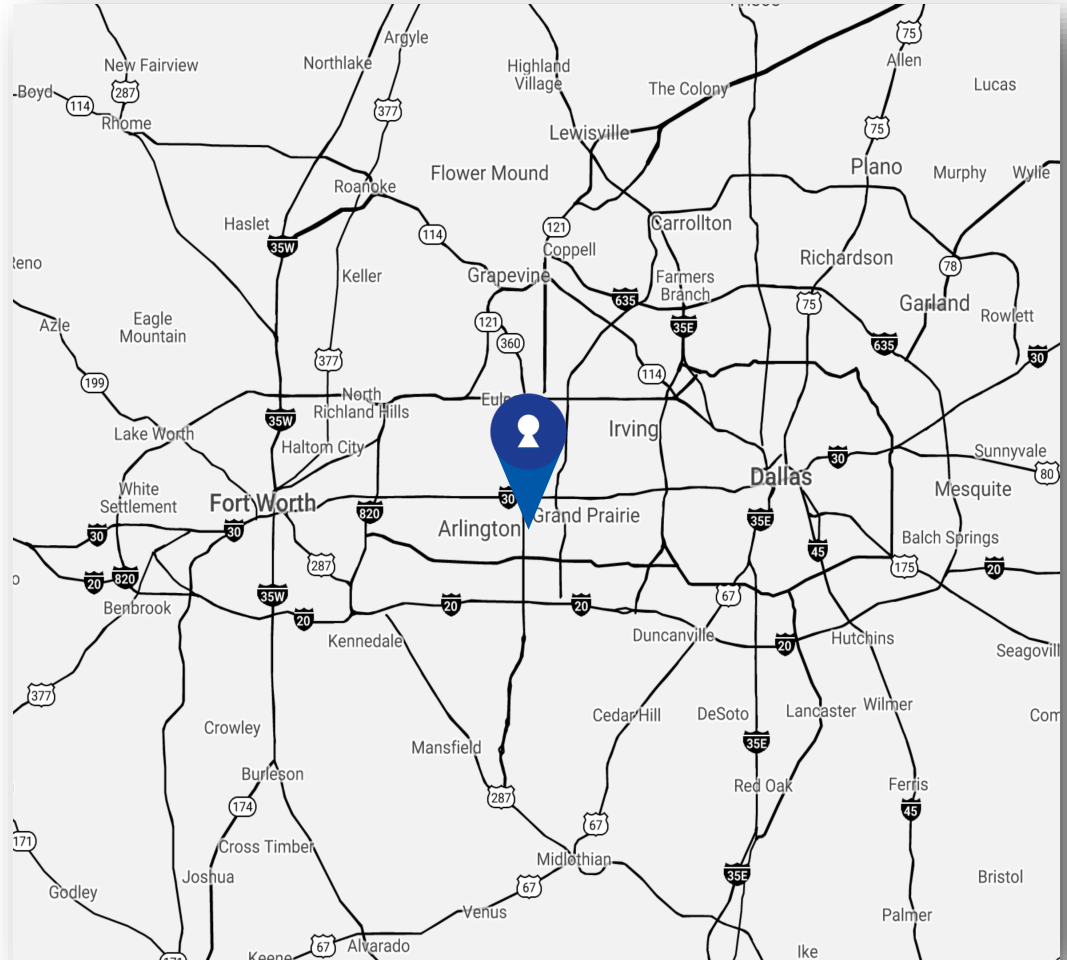 Argyle
New Fairview
Northlake
Highland
Village
75
Allen
Boyd
287
114
377
The Colony
Lucas
Rhome
Lewisville
75
Flower Mound
Plano
Murphy
Wylie
Roanoke
Haslet
114
121
Carrollton
35W
Coppell
Richardson
78
Keller
Grapevine
Farmers
Branch
635
75
Garland
Rowlett
Azle
Eagle
Mountain
121
360
35E
635
30
377
114
199
North
Richland Hills
35W
Lake Worth
Haltom City
Irving
30
Sunnyvale
80
White
Settlement
Fort Worth
30
Dallas
Mesquite
820
Arlington
Grand Prairie
35E
30
30
45
Balch Springs
287
175
20
20
820
35W
67
Benbrook
20
20
20
Kennedale
Duncanville
20
Hutchins
377
Crowley
Cedar Hill
DeSoto
Lancaster
Wilmer
Mansfield
35E
Burleson
287
Red Oak
Ferris
174
67
45
171
Cross Timber
Midlothian
35E
Joshua
67
Bristol
Godley
Venus
Palmer
67
Alvarado
Ike
Keene